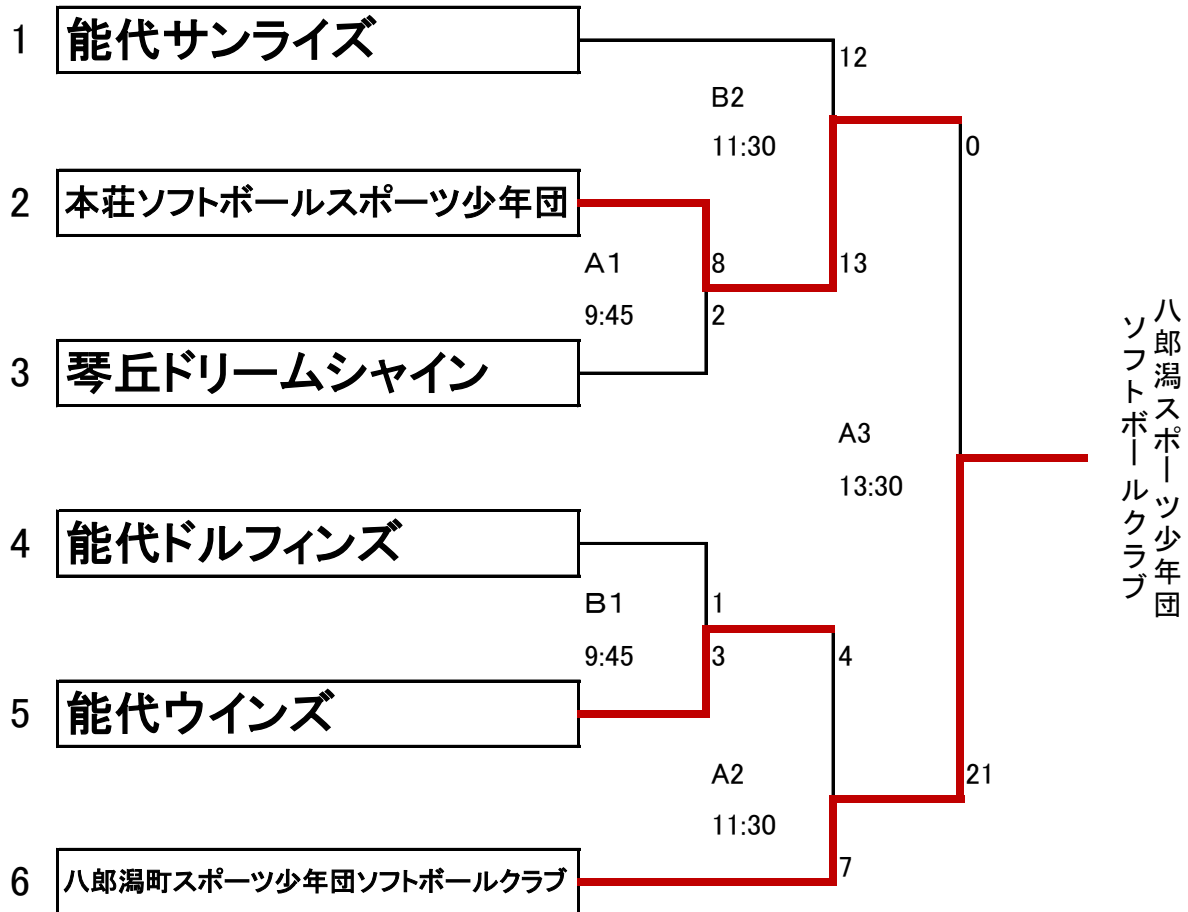 1 能代サンライズ
12
B2
11:30
0
2 本荘ソフトボールスポーツ少年団
A1
8
13
9:45
2
3 琴丘ドリームシャイン
A3
13:30
八郎潟スポーツ少年団
ソフトボールクラブ
4 能代ドルフィンズ
B1
1
9:45
3
4
5 能代ウインズ
A2
21
11:30
7
6 八郎潟町スポーツ少年団ソフトボールクラブ